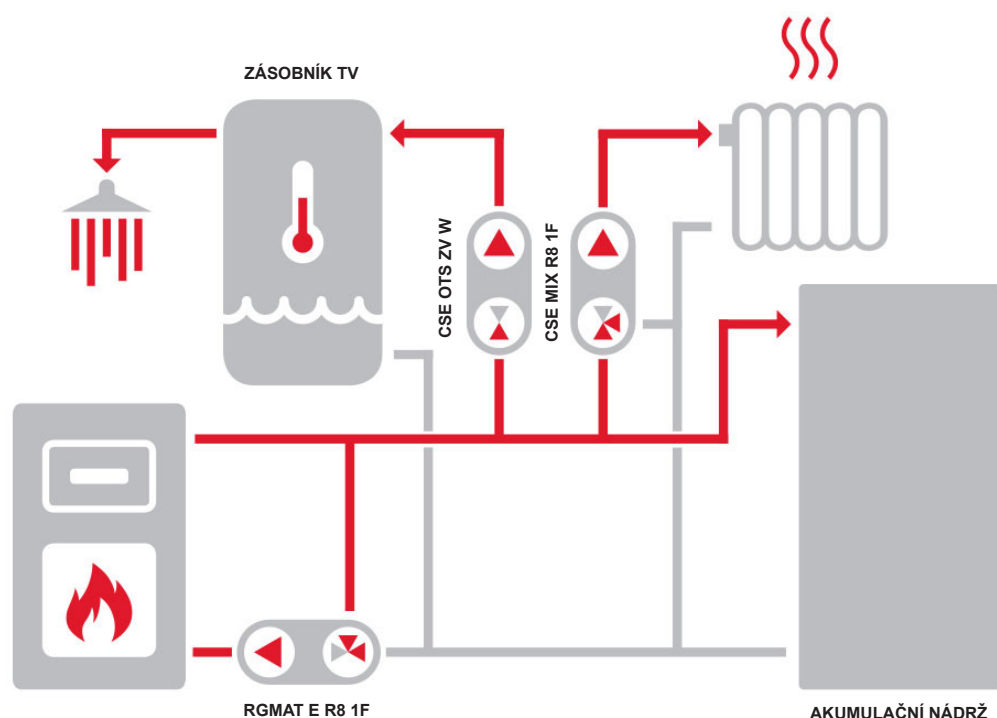 ZÁSOBNÍK TV
CSE OTS ZV W
CSE MIX R8 1F
RGMAT E R8 1F
AKUMULAČNÍ NÁDRŽ